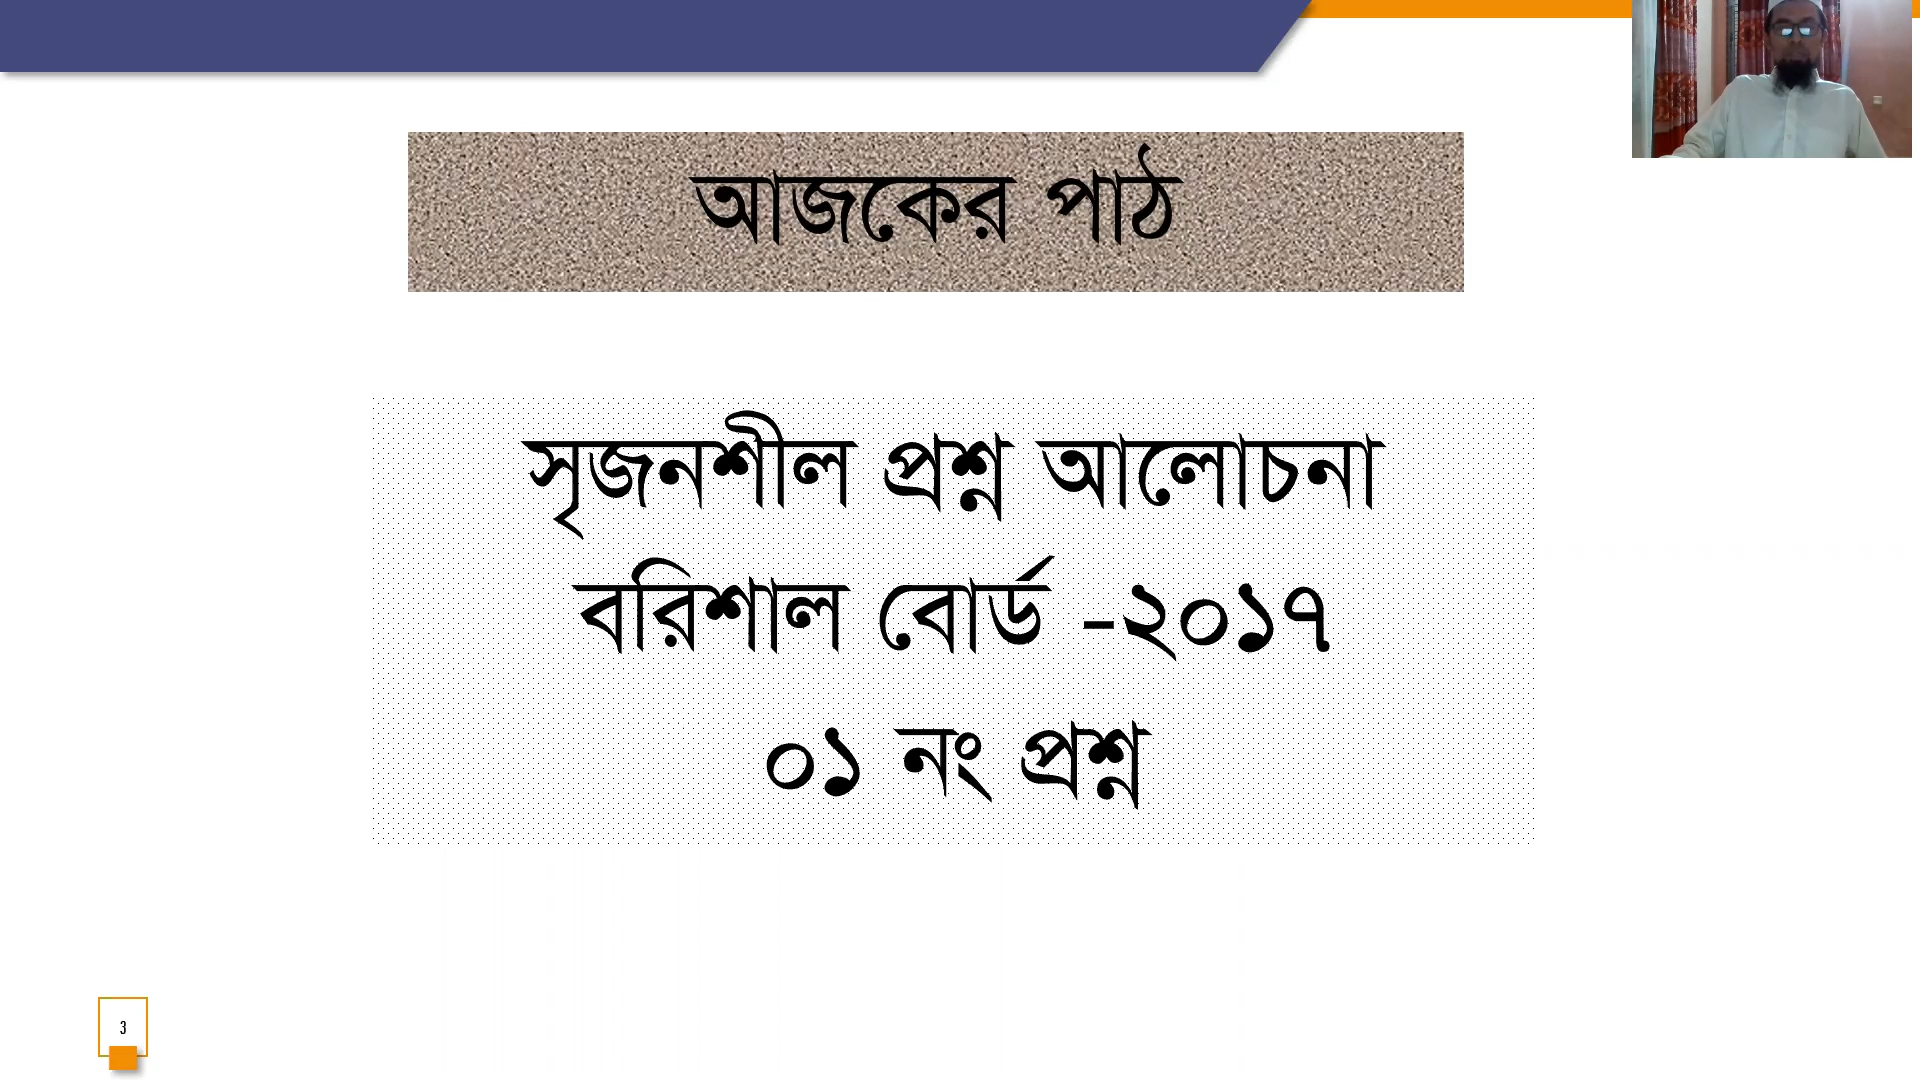 আজকের পাঠ
সৃজনশীল প্রশ্ন আলোচনা
বরিশাল বোর্ড -২০১৭
০১ নং প্রশ্ন
3